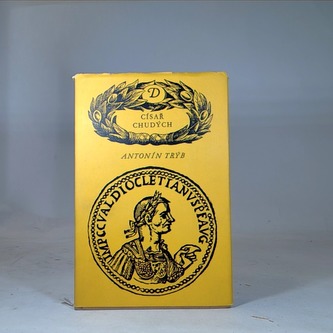 D
CÍSAŘ
CHUDÝCH
ANTONÍN TRÝB
IMPCCVALDIOCLETIANVSPFAVG